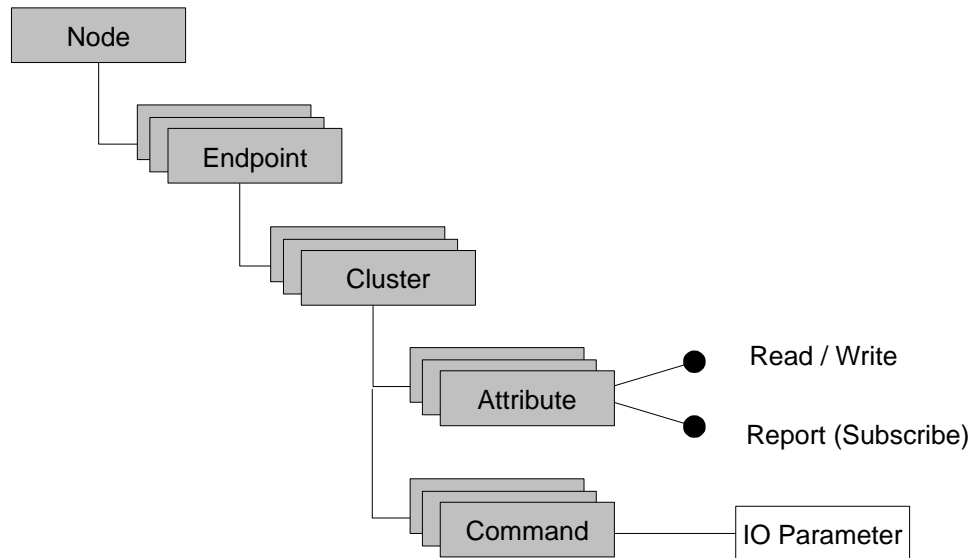 Node
Endpoint
Cluster
Read / Write
Attribute
Report (Subscribe)
Command
IO Parameter